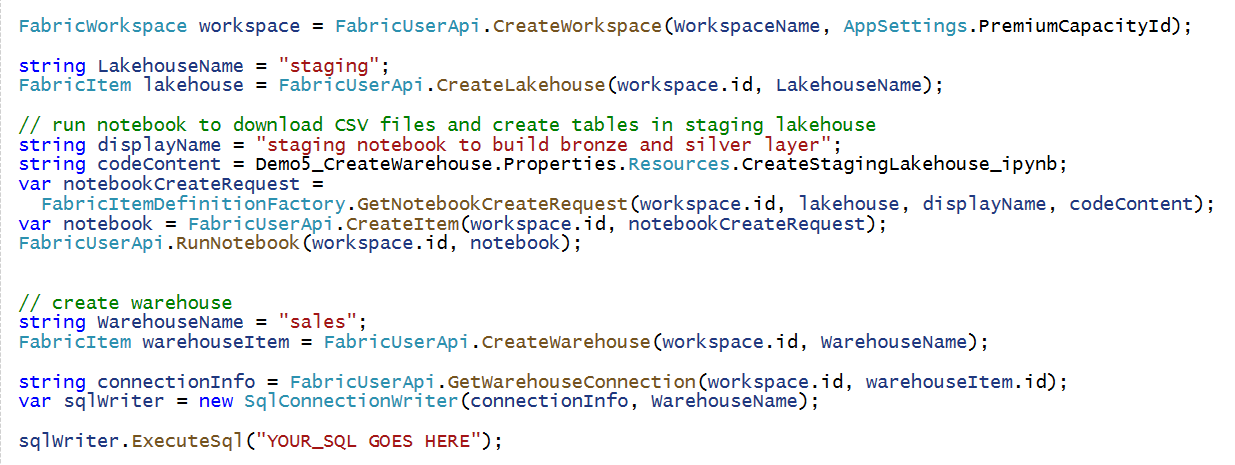 FabricWorkspace workspace = FabricUserApi.CreateWorkspace(WorkspaceName, AppSettings.PremiumCapacityId);
string LakehouseName = "staging";
FabricItem lakehouse = FabricUserApi.CreateLakehouse(workspace.id, LakehouseName);
// run notebook to download CSV files and create tables in staging lakehouse
string displayName = "staging notebook to build bronze and silver layer";
string codeContent = Demo5_CreateWarehouse.Properties.Resources.CreateStagingLakehouse_ipynb;
var notebookCreateRequest =
  FabricItemDefinitionFactory.GetNotebookCreateRequest(workspace.id, lakehouse, displayName, codeContent);
var notebook = FabricUserApi.CreateItem(workspace.id, notebookCreateRequest);
FabricUserApi.RunNotebook(workspace.id, notebook);
// create warehouse
string WarehouseName = "sales";
FabricItem warehouseItem = FabricUserApi.CreateWarehouse(workspace.id, WarehouseName);
string connectionInfo = FabricUserApi.GetWarehouseConnection(workspace.id, warehouseItem.id);
var sqlWriter = new SqlConnectionWriter(connectionInfo, WarehouseName);
sqlWriter.ExecuteSql("YOUR_SQL GOES HERE");